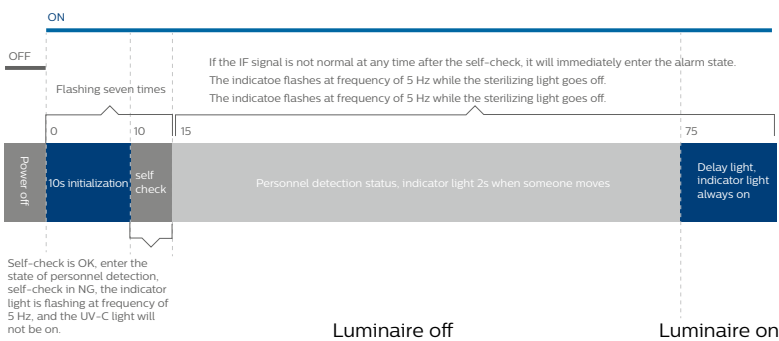 ON
OFF
If the IF signal is not normal at any time after the self-check, it will immediately enter the alarm state.
The indicatoe flashes at frequency of 5 Hz while the sterilizing light goes off.
The indicatoe flashes at frequency of 5 Hz while the sterilizing light goes off.
Flashing seven times
0
10
15
75
Power off
10s initialization
self
check
Personnel detection status, indicator light 2s when someone moves
Delay light,
indicator light
always on
Self-check is OK, enter the
state of personnel detection,
self-check in NG, the indicator
light is flashing at frequency of
5 Hz, and the UV-C light will
not be on.
Luminaire off
Luminaire on